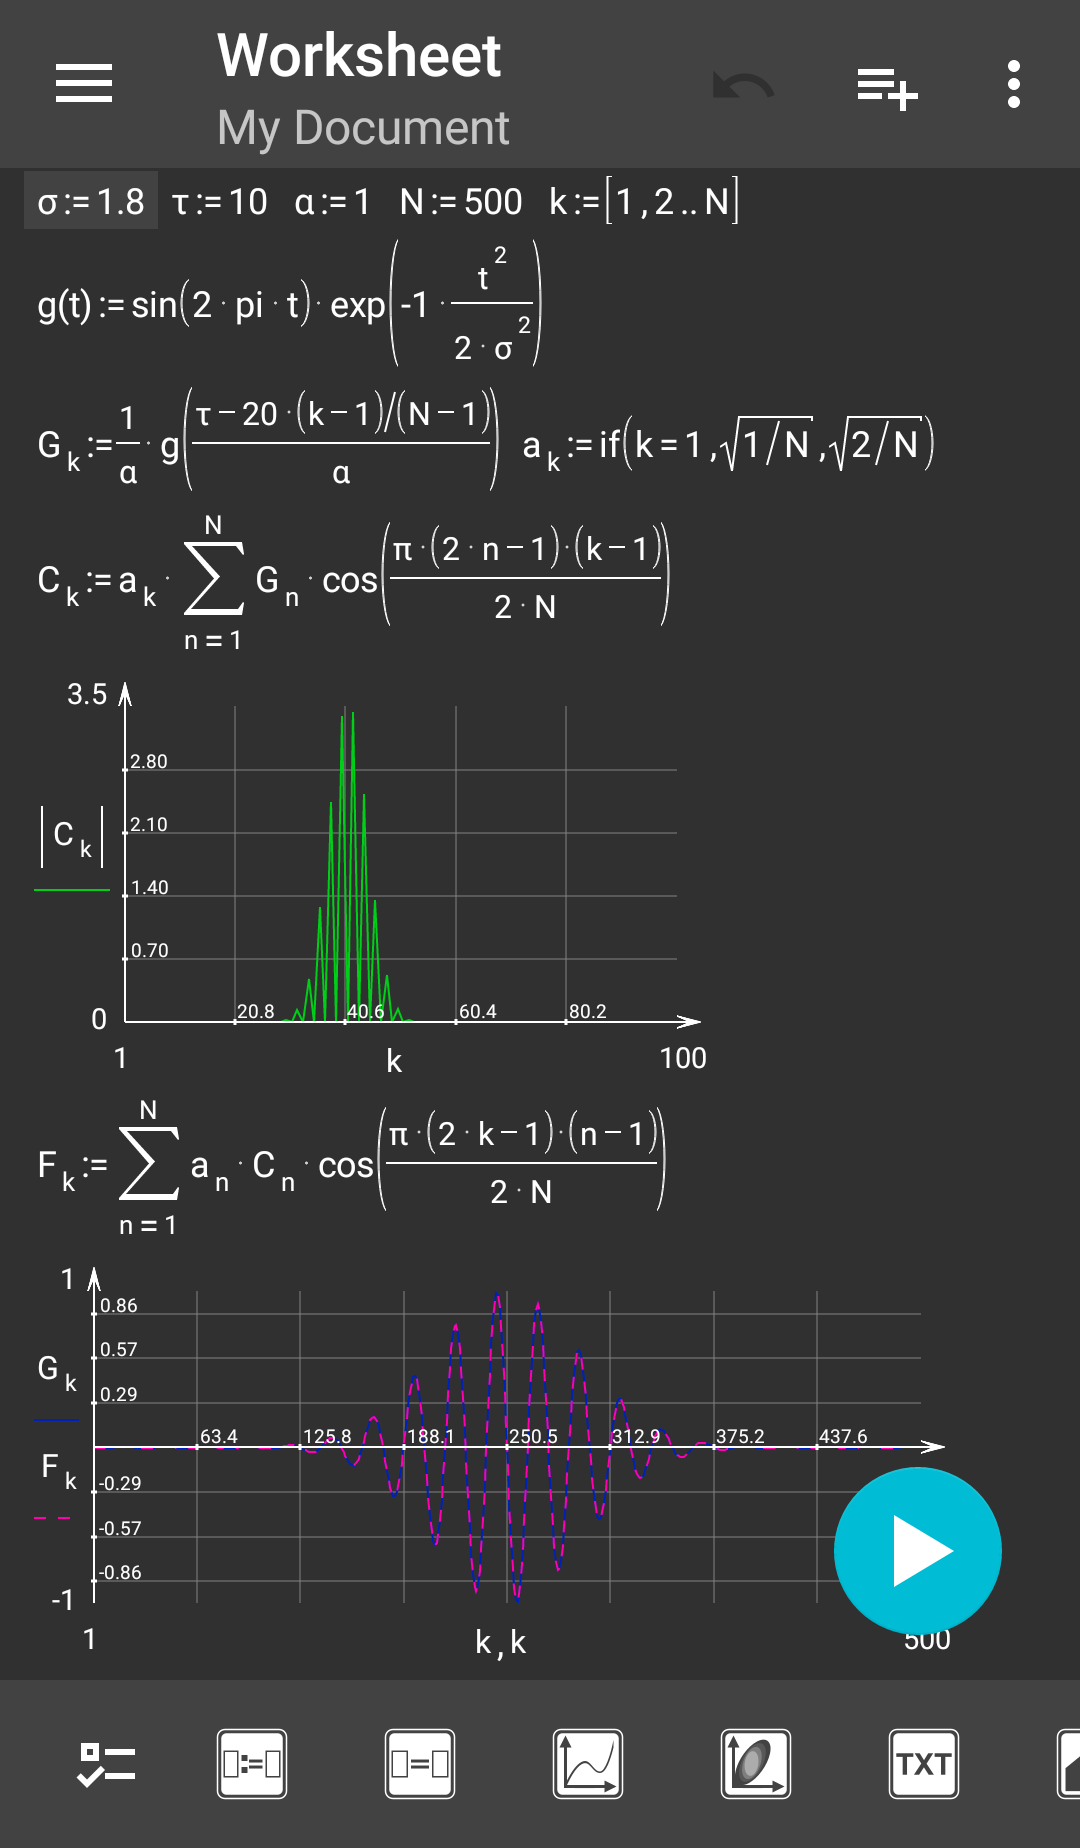 Worksheet
My Document
σ:=1.8 τ:=10 α:=1 N:=500 k:=[1,2..N]
g(t):=sin(2·pi·t)·exp(-1·t^2/(2·σ^2))
G_k:=1/α·g((τ-20·(k-1)/(N-1))/α) a_k:=if(k=1,√(1/N),√(2/N))
C_k:=a_k·∑_{n=1}^{N} G_n·cos((π·(2·n-1)·(k-1))/(2·N))
3.5
2.80
2.10
|C_k|
1.40
0.70
20.8 40.6 60.4 80.2
0
1 k 100
F_k:=∑_{n=1}^{N} a_n·C_n·cos((π·(2·k-1)·(n-1))/(2·N))
1
0.86
0.57
G_k
0.29
63.4 125.8 188.1 250.5 312.9 375.2 437.6
F_k
-0.29
-0.57
-0.86
-1
1 k,k 500
:= = TXT